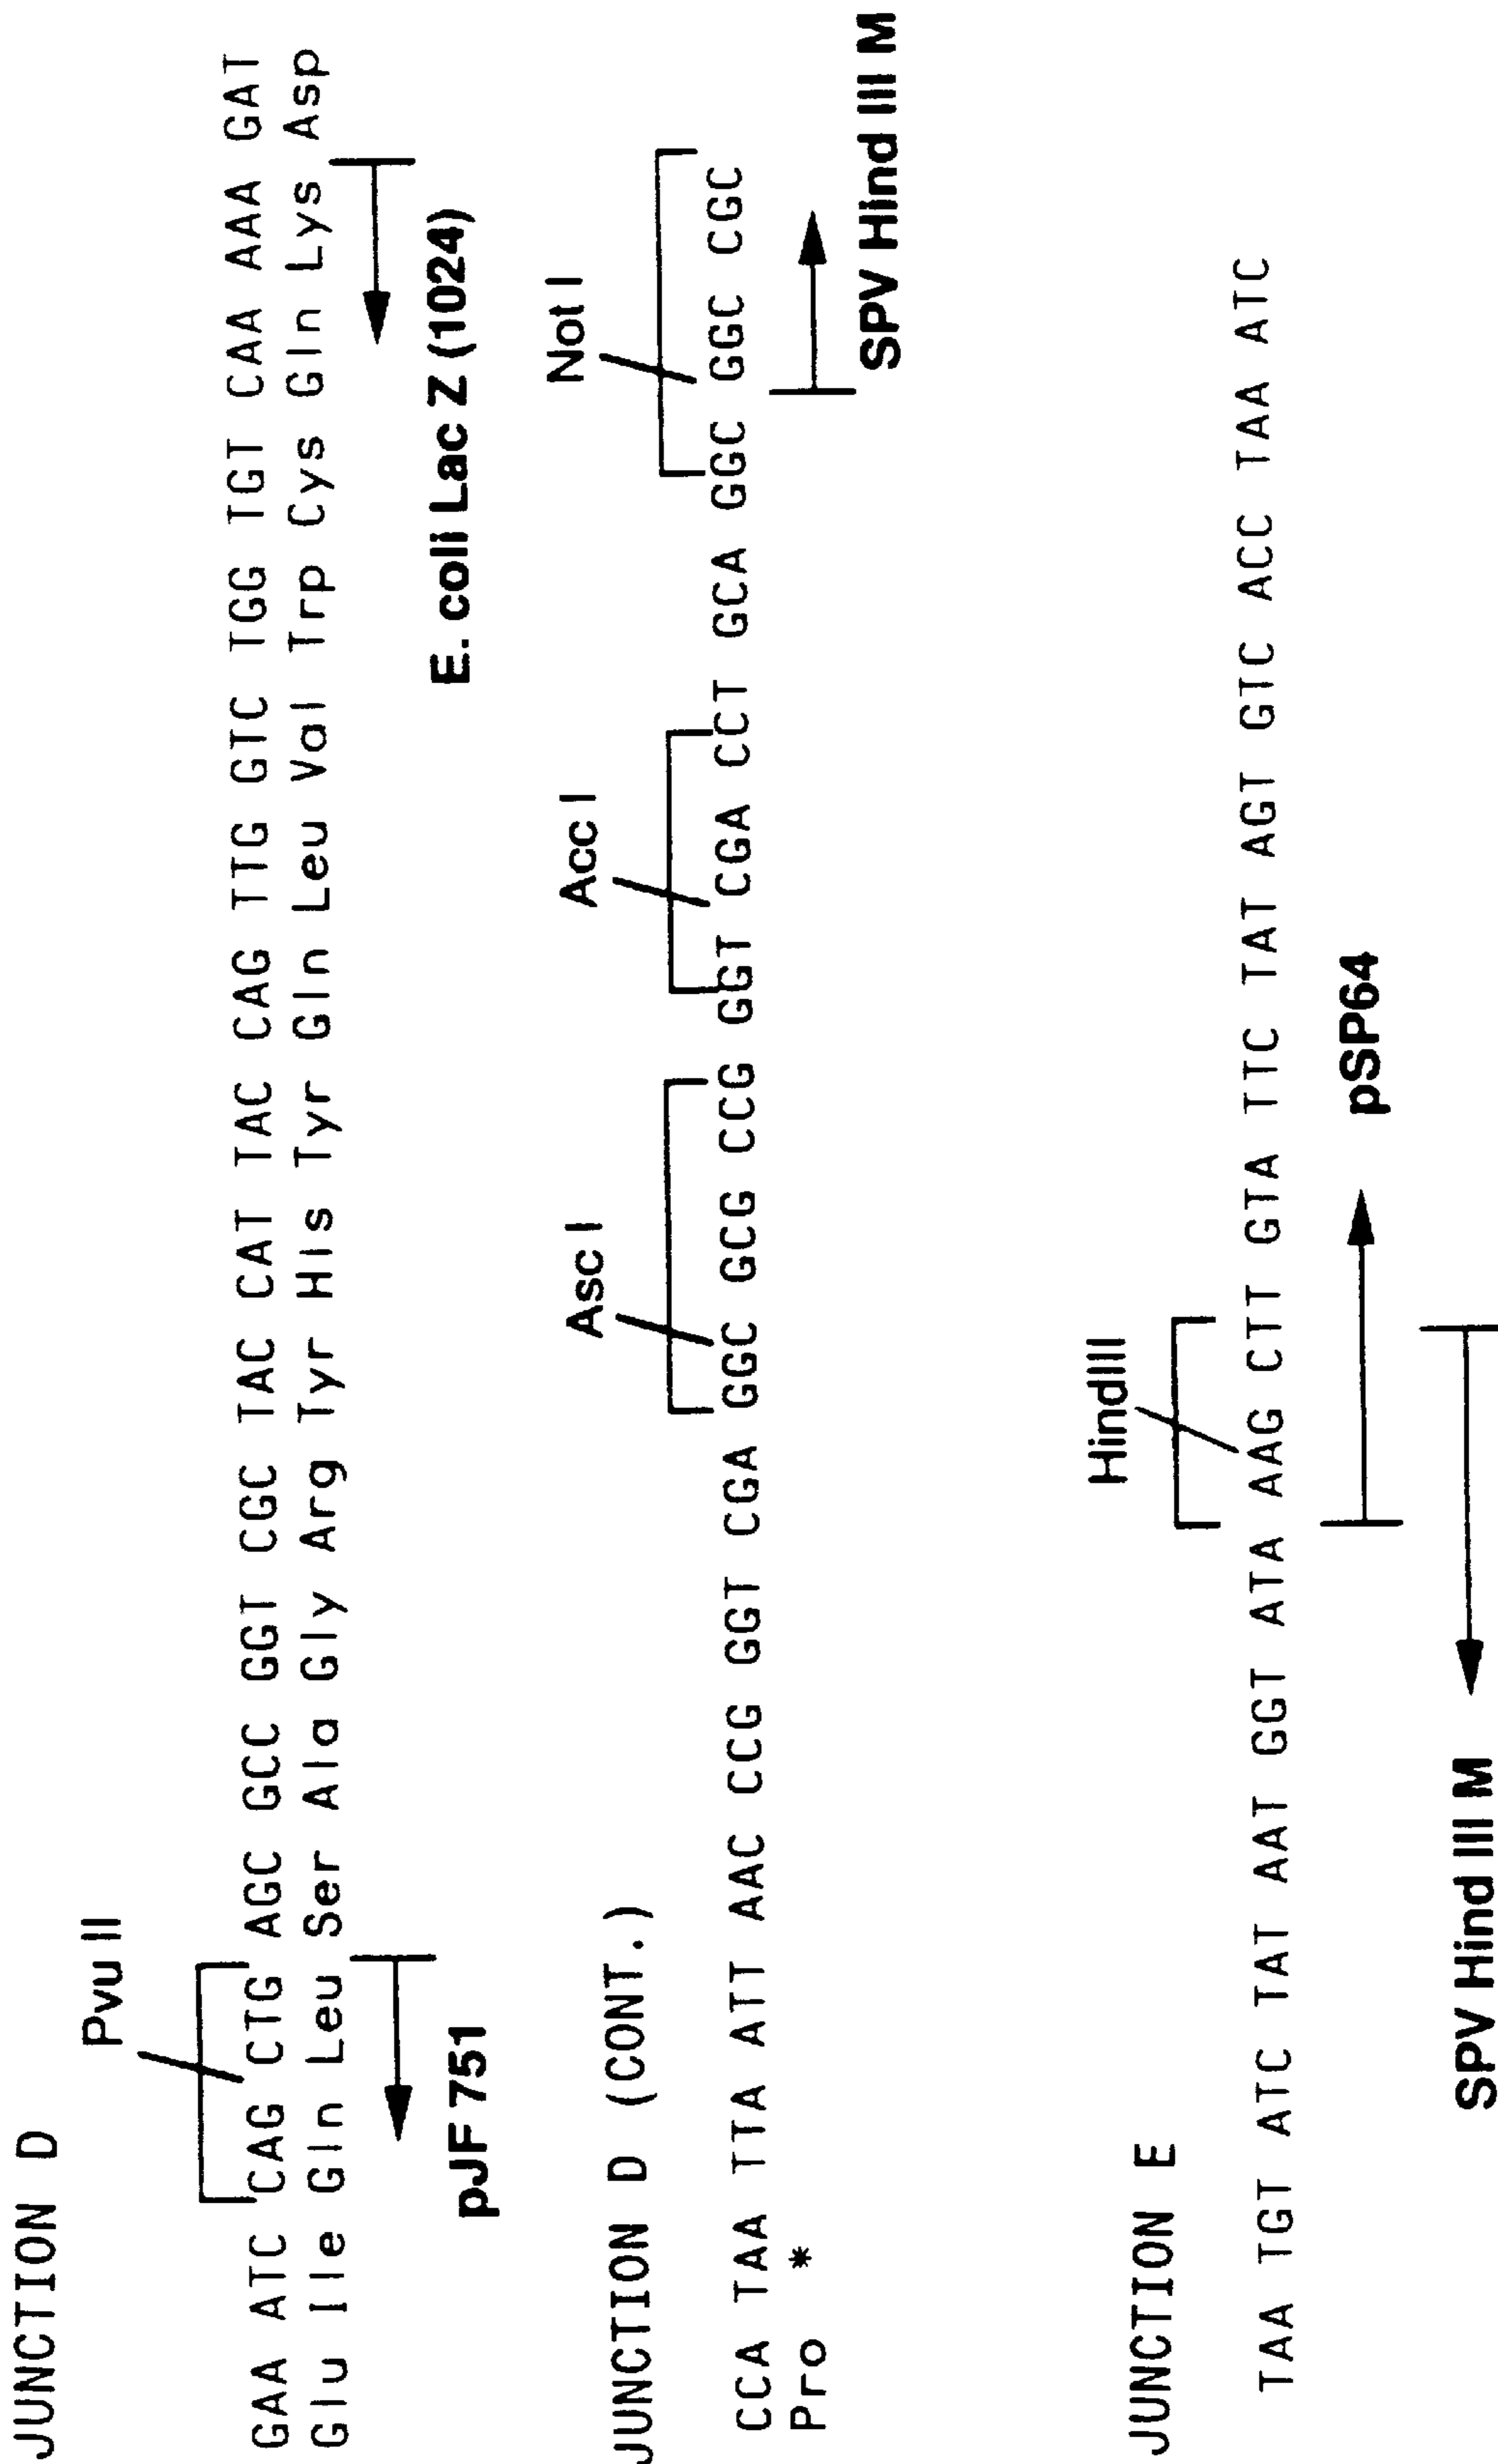 JUNCTION D
Pvu II
GAA ATC CAG CTG AGC GCC GGT CGC TAC CAT TAC CAG TTG GTC TGG TGT CAA AAA GAT
Glu Ile Gln Leu Ser Ala Gly Arg Tyr His Tyr Gln Leu Val Trp Cys Gln Lys Asp
pJF 751
E. coli Lac Z (1024)
JUNCTION D (CONT.)
Asc I
Acc I
Not I
CCA TAA TTA ATT AAC CCG GGT CGA GGC GCG CCG GGT CGA CCT GCA GGC GGC CGC
Pro *
SPV Hind III M
JUNCTION E
HindIII
TAA TGT ATC TAT AAT GGT ATA AAG CTT GTA TTC TAT AGT GTC ACC TAA ATC
pSP64
SPV Hind III M